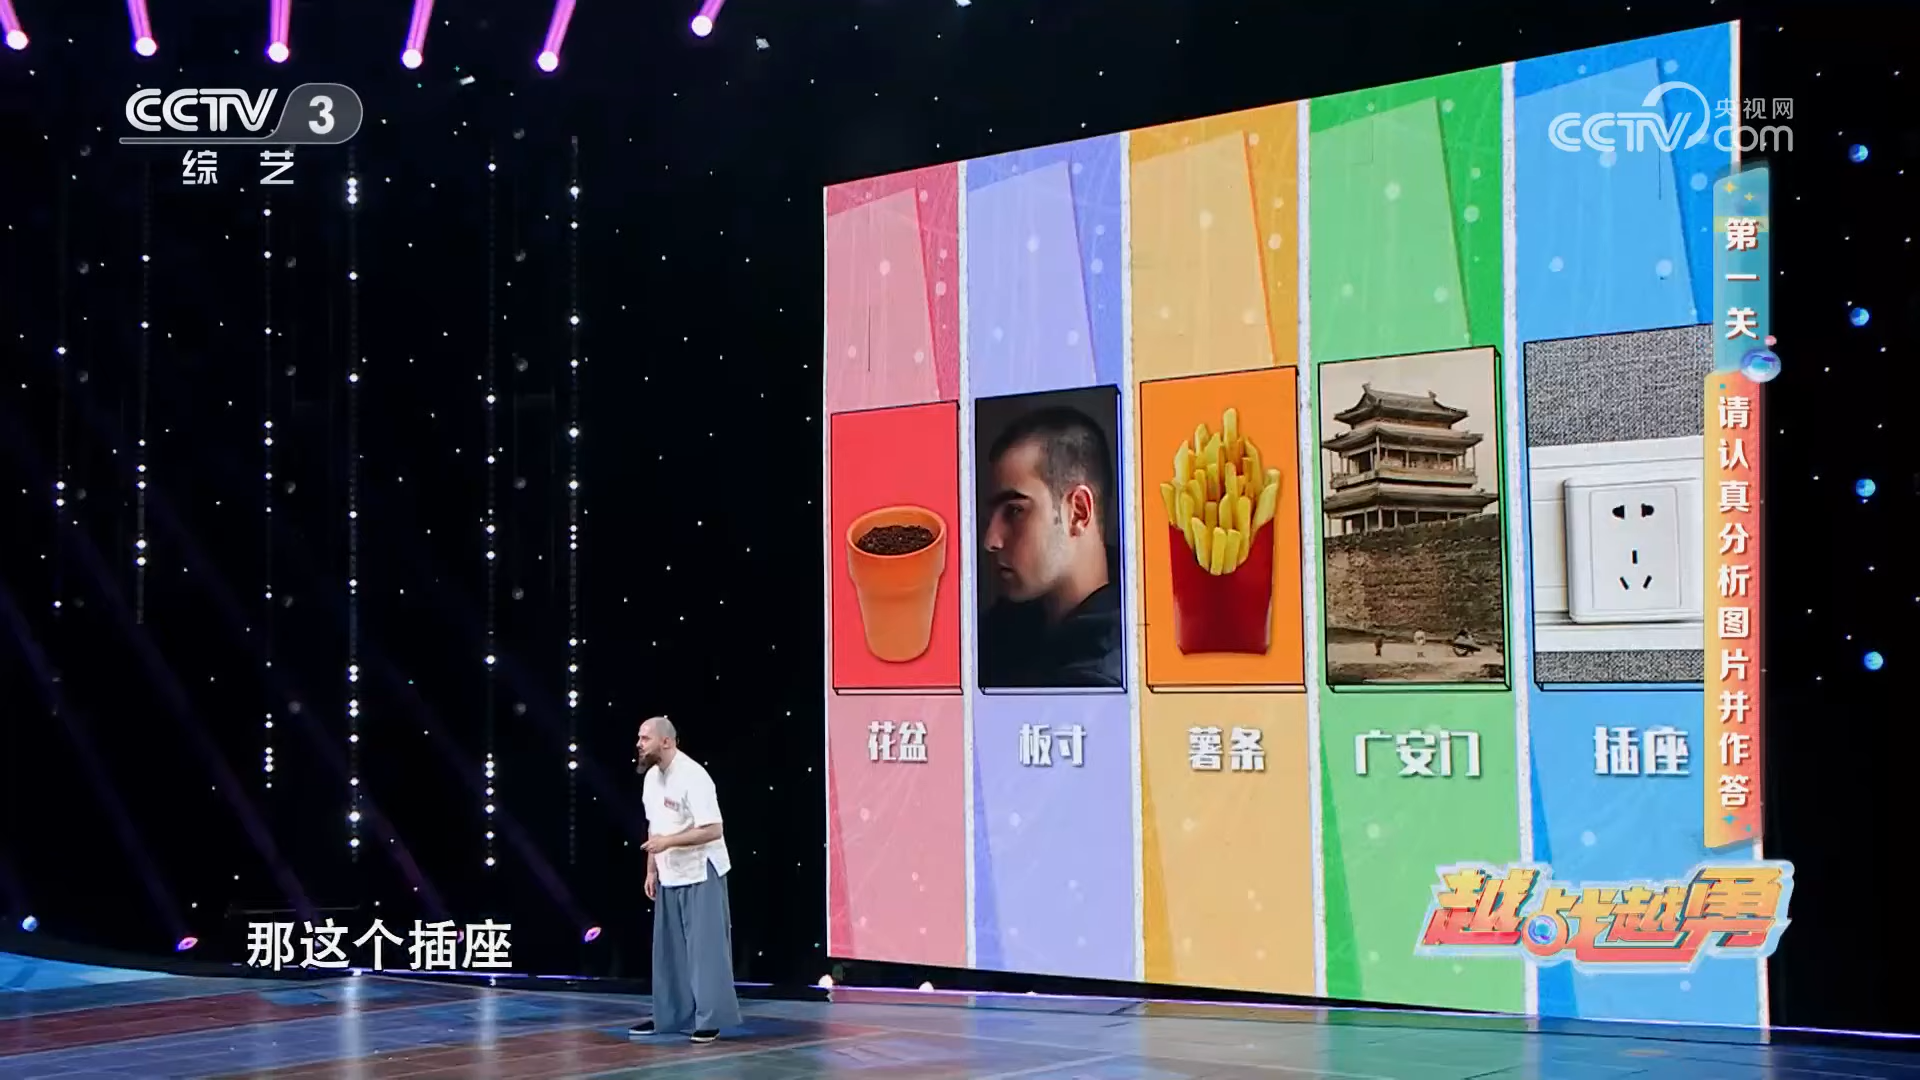 CCTV 3
综艺
央视网
CCTV.com
第一关
请认真分析图片并作答
花盆
板寸
薯条
广安门
插座
越战越勇
那这个插座